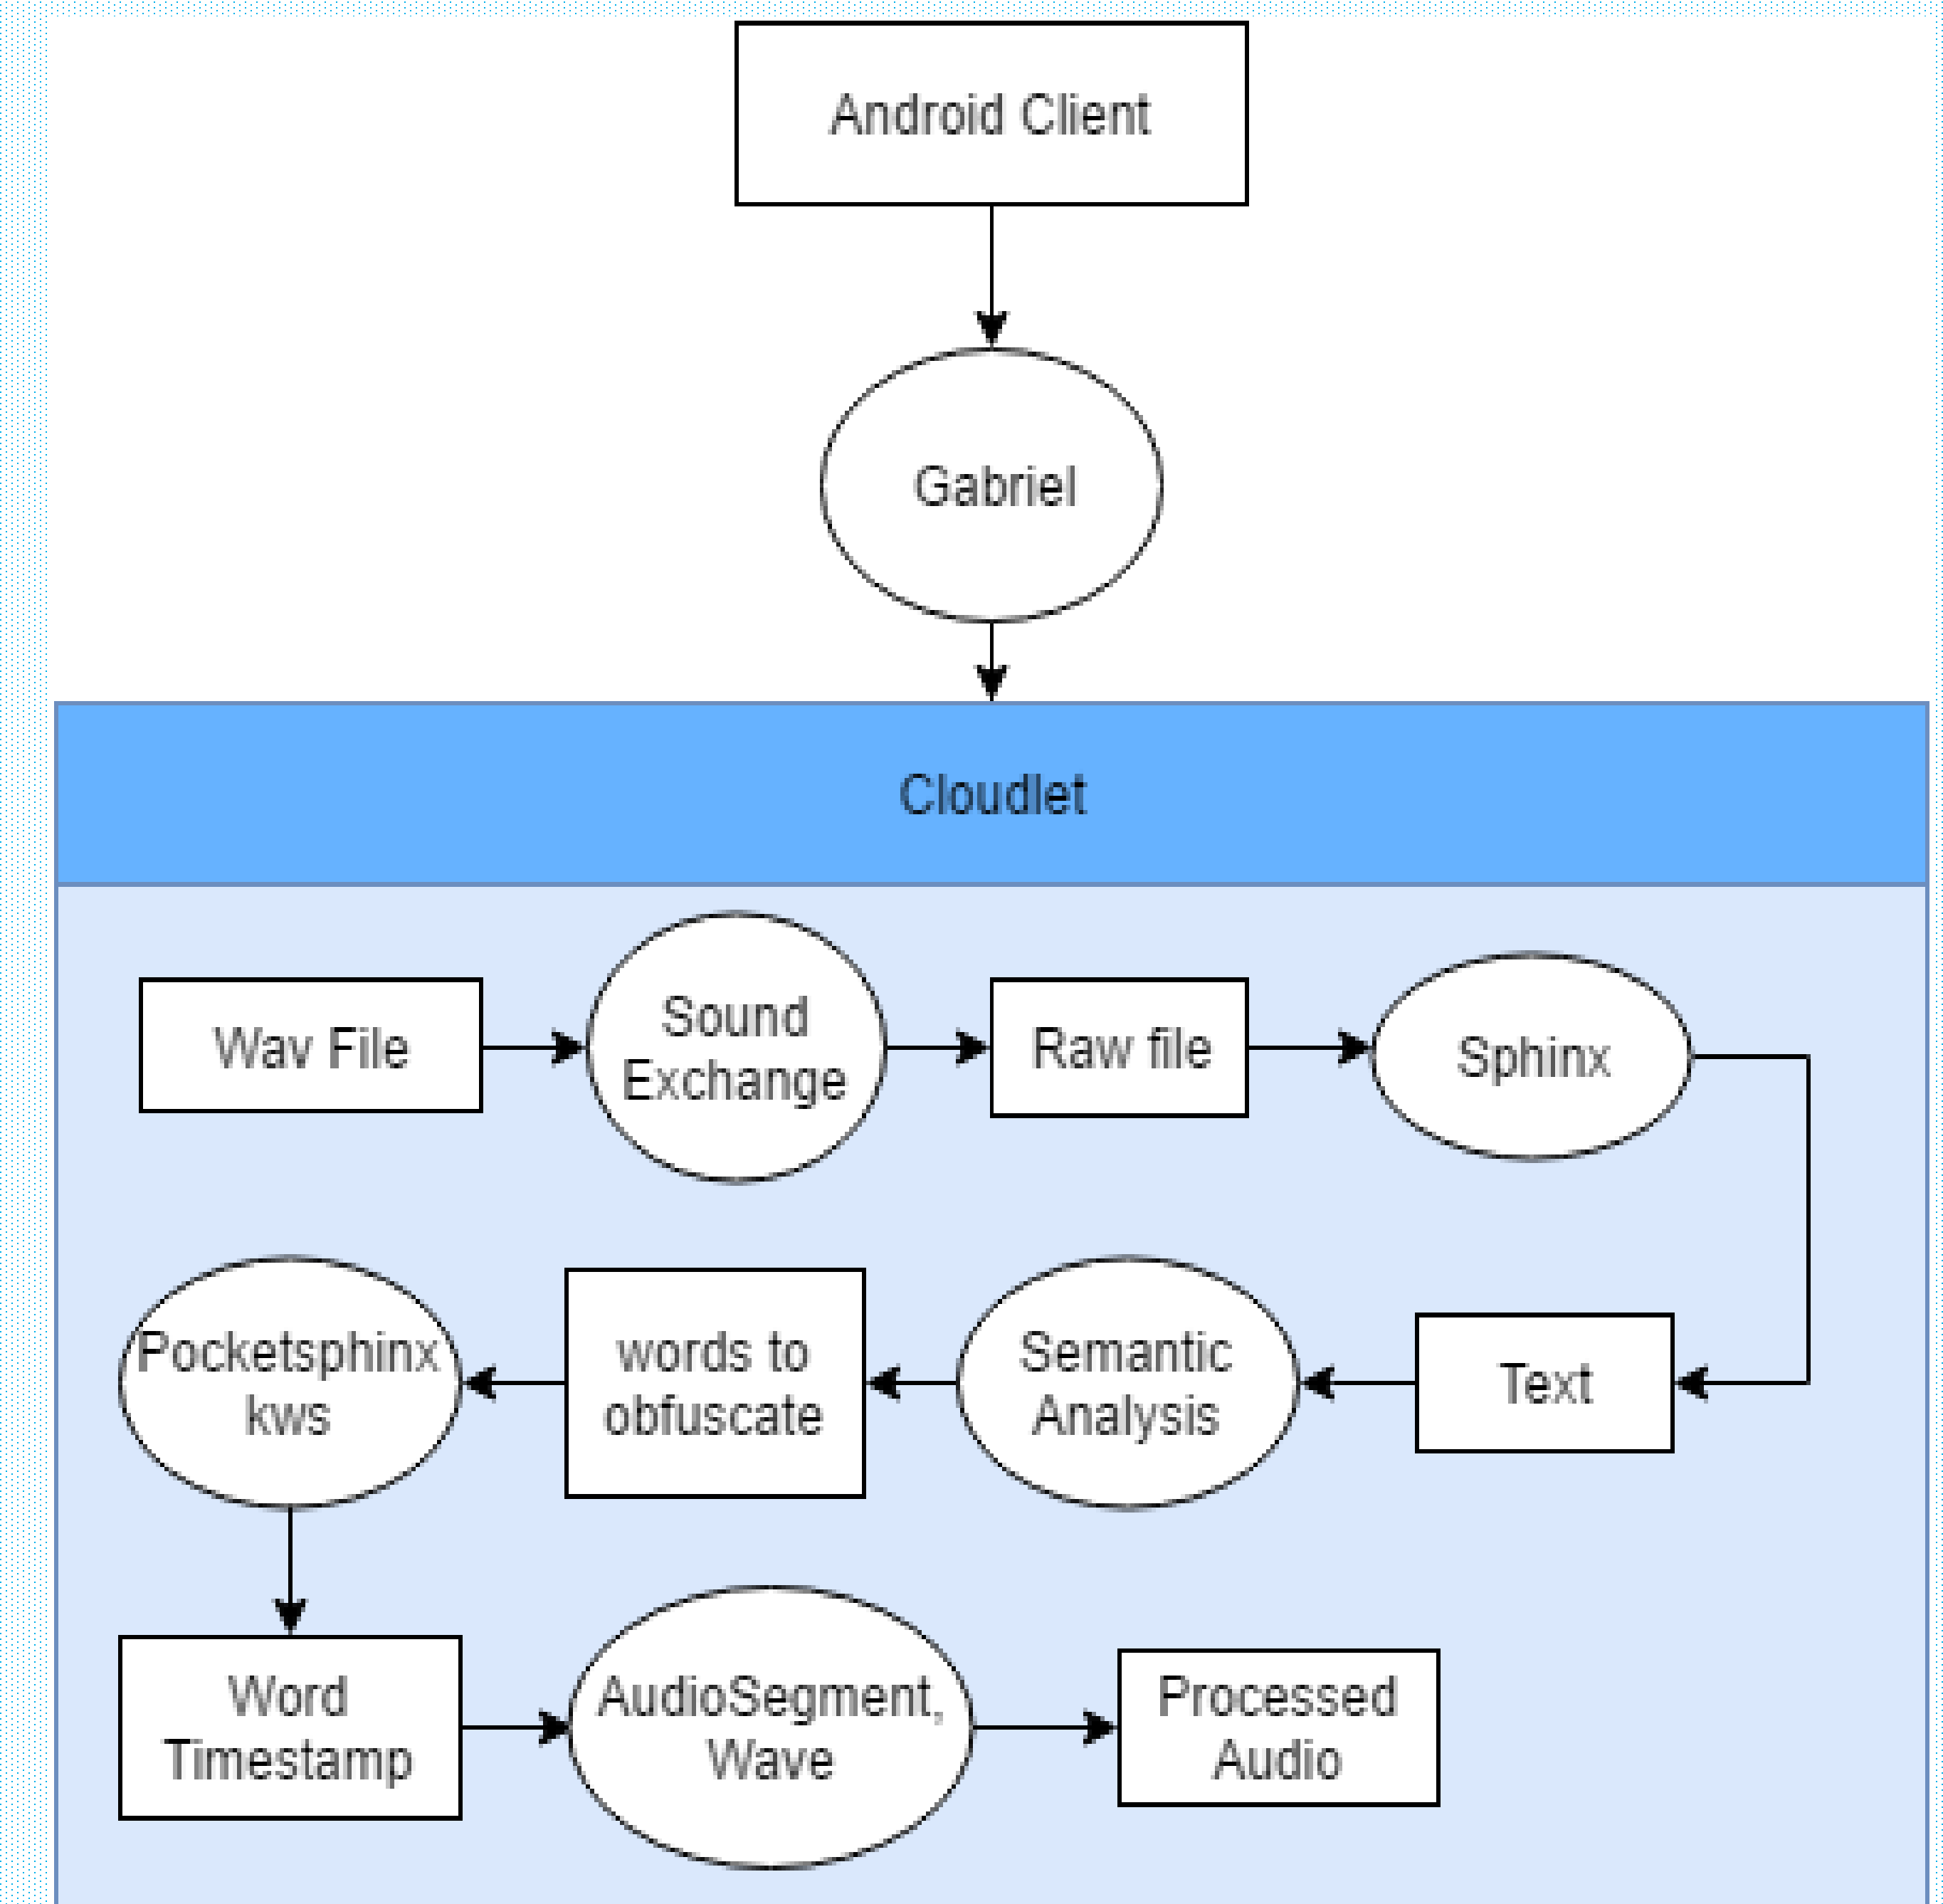 Android Client
Gabriel
Cloudlet
Wav File
Sound
Exchange
Raw file
Sphinx
Text
Semantic
Analysis
words to
obfuscate
Pocketsphinx
kws
Word
Timestamp
AudioSegment,
Wave
Processed
Audio